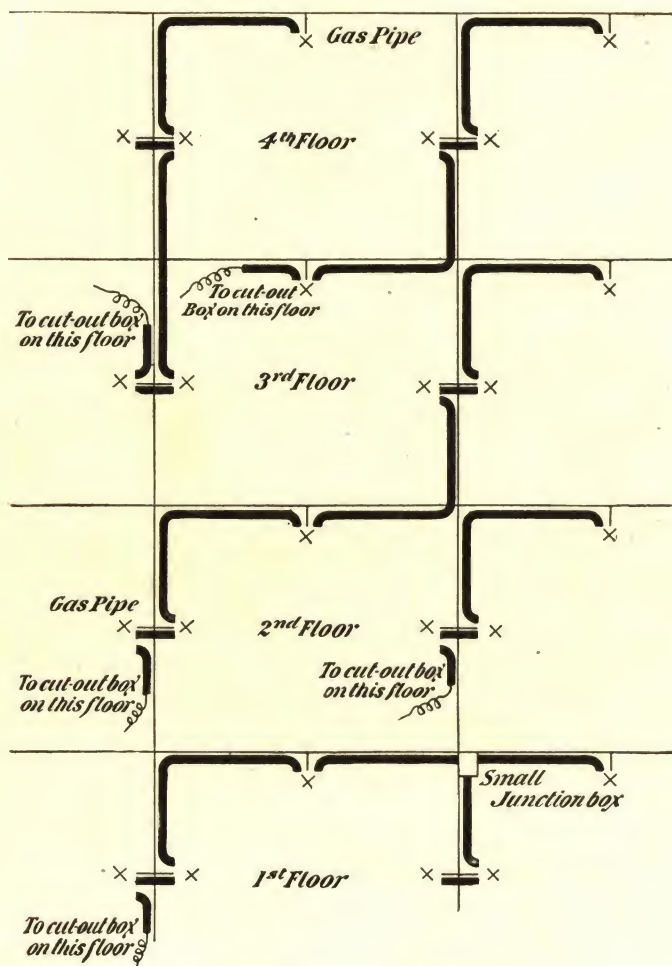 Gas Pipe
4th Floor
To cut-out box
on this floor
To cut-out
Box on this floor
3rd Floor
Gas Pipe
2nd Floor
To cut-out box
on this floor
To cut-out box
on this floor
Small
Junction box
1st Floor
To cut-out box
on this floor